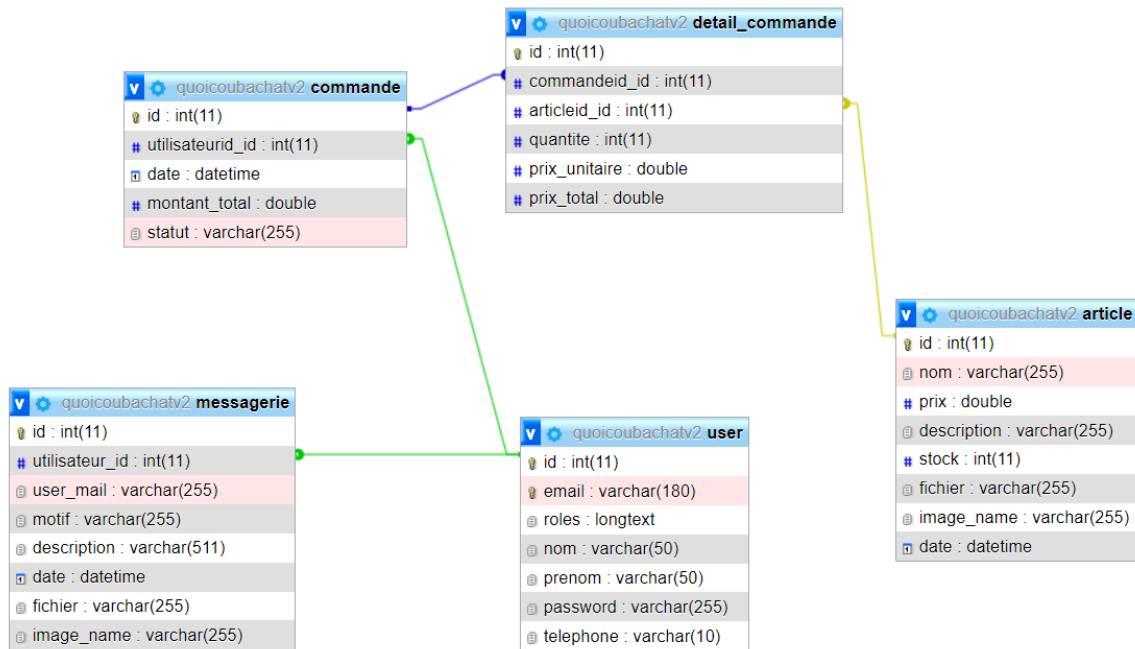 quoicoubachatv2 detail_commande
id : int(11)
commandeid_id : int(11)
articleid_id : int(11)
quantite : int(11)
prix_unitaire : double
prix_total : double
quoicoubachatv2 commande
id : int(11)
utilisateurid_id : int(11)
date : datetime
montant_total : double
statut : varchar(255)
quoicoubachatv2 article
id : int(11)
nom : varchar(255)
prix : double
description : varchar(255)
stock : int(11)
fichier : varchar(255)
image_name : varchar(255)
date : datetime
quoicoubachatv2 messagerie
id : int(11)
utilisateur_id : int(11)
user_mail : varchar(255)
motif : varchar(255)
description : varchar(511)
date : datetime
fichier : varchar(255)
image_name : varchar(255)
quoicoubachatv2 user
id : int(11)
email : varchar(180)
roles : longtext
nom : varchar(50)
prenom : varchar(50)
password : varchar(255)
telephone : varchar(10)